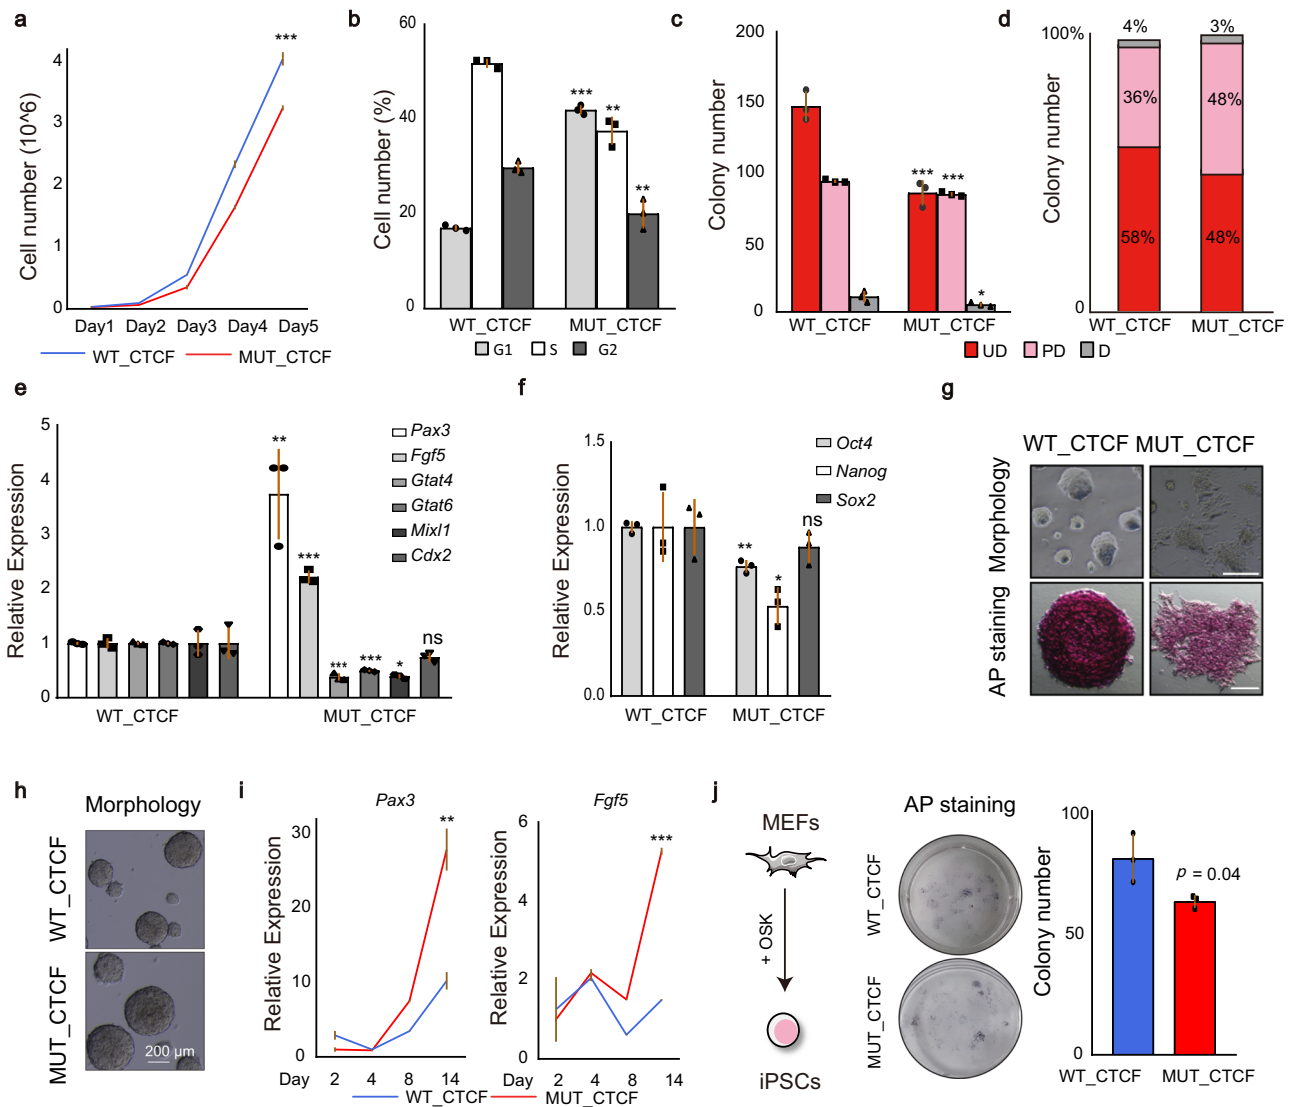 a
Cell number (10^6)
4
3
2
1
0
***
Day1 Day2 Day3 Day4 Day5
WT_CTCF MUT_CTCF
b
Cell number (%)
60
40
20
0
*** ** **
WT_CTCF MUT_CTCF
G1 S G2
c
Colony number
200
150
100
50
0
*** *** *
WT_CTCF MUT_CTCF
d
Colony number
100%
0
4% 3%
36% 48%
58% 48%
WT_CTCF MUT_CTCF
UD PD D
e
Relative Expression
5
4
3
2
1
0
** *** *** *** * ns
Pax3
Fgf5
Gtat4
Gtat6
Mixl1
Cdx2
WT_CTCF MUT_CTCF
f
Relative Expression
1.5
1.0
0.5
0.0
** * ns
Oct4
Nanog
Sox2
WT_CTCF MUT_CTCF
g
WT_CTCF MUT_CTCF
Morphology
AP staining
h
Morphology
WT_CTCF
MUT_CTCF
200 µm
i
Pax3
Relative Expression
30
20
10
0
**
Day 2 4 8 14
Fgf5
Relative Expression
6
4
2
0
***
2 4 8 14
WT_CTCF MUT_CTCF
j
MEFs
+ OSK
iPSCs
AP staining
WT_CTCF
MUT_CTCF
Colony number
100
50
0
p = 0.04
WT_CTCF MUT_CTCF